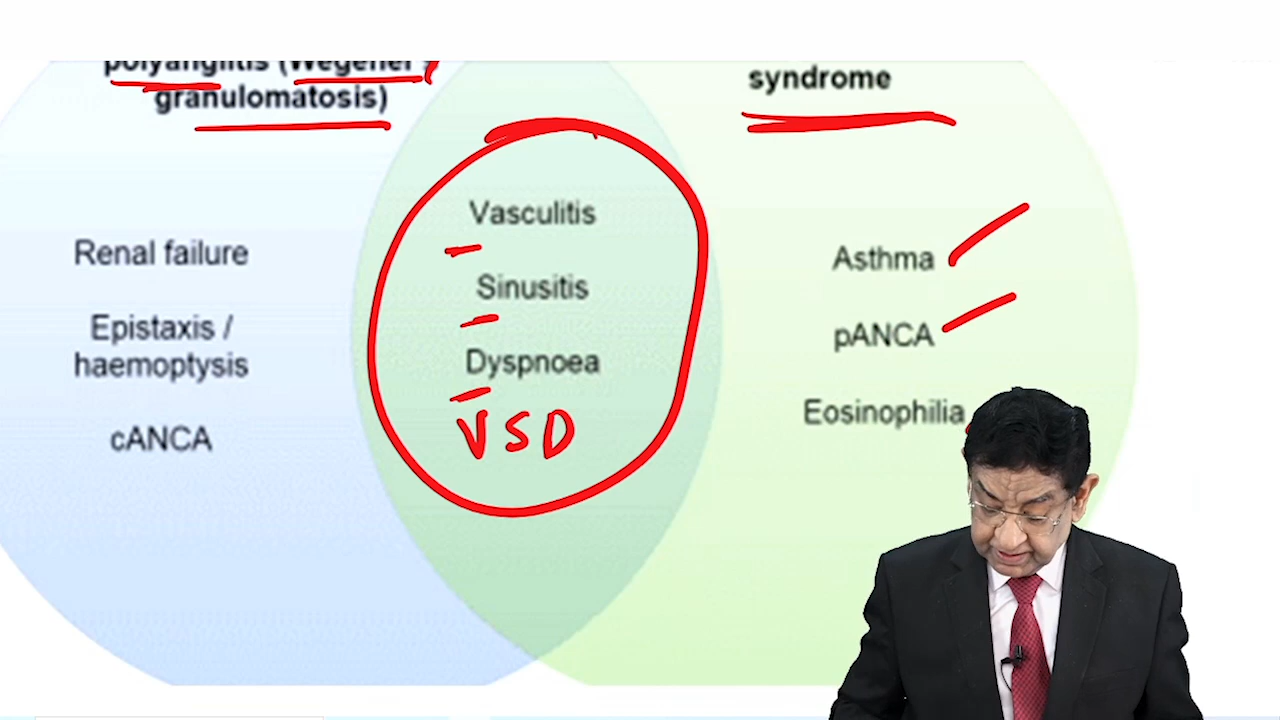 polyangiitis (Wegener's
granulomatosis)
Renal failure
Epistaxis /
haemoptysis
cANCA
Vasculitis
Sinusitis
Dyspnoea
VSD
syndrome
Asthma
pANCA
Eosinophilia